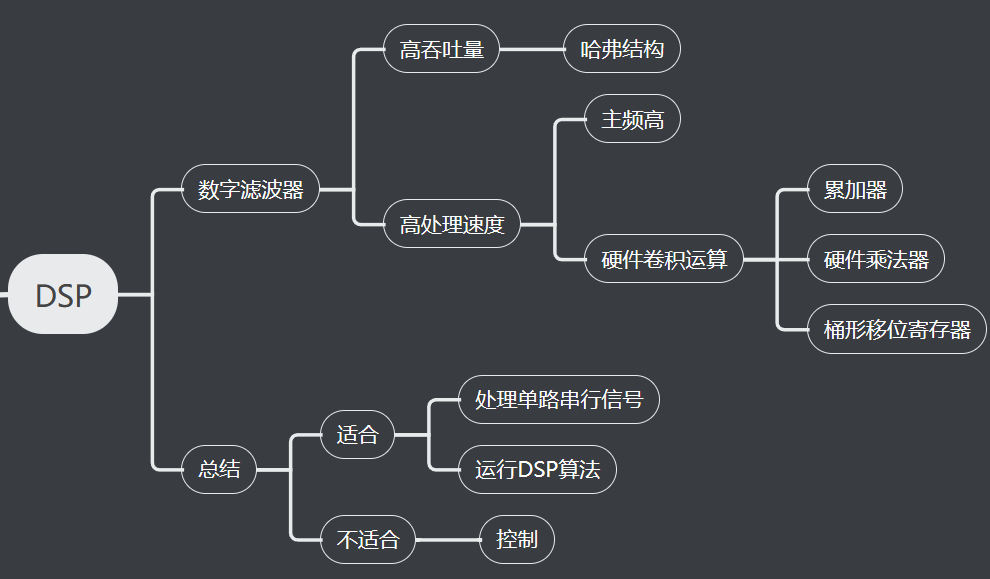 DSP
数字滤波器
高吞吐量
哈弗结构
高处理速度
主频高
硬件卷积运算
累加器
硬件乘法器
桶形移位寄存器
总结
适合
处理单路串行信号
运行DSP算法
不适合
控制